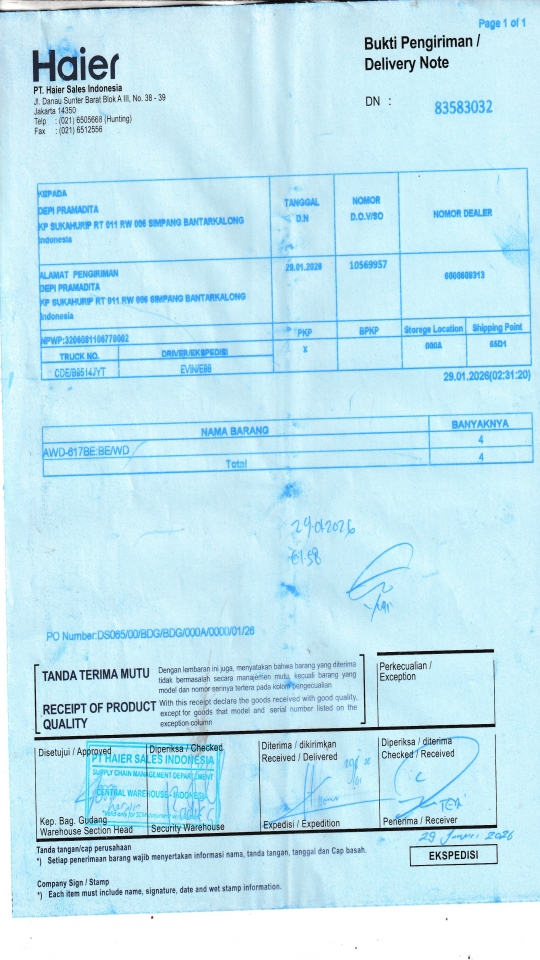 Page 1 of 1
Haier
PT. Haier Sales Indonesia
Jl. Danau Sunter Barat Blok A III, No. 38 - 39
Jakarta 14350
Telp : (021) 6505668 (Hunting)
Fax : (021) 6512556
Bukti Pengiriman /
Delivery Note
DN : 83583032
KEPADA
DEPI PRAMADITA
KP SUKAHURIP RT 011 RW 006 SIMPANG BANTARKALONG
Indonesia
TANGGAL
D.N
NOMOR
D.O.V/SO
NOMOR DEALER
ALAMAT PENGIRIMAN
DEPI PRAMADITA
KP SUKAHURIP RT 011 RW 006 SIMPANG BANTARKALONG
Indonesia
29.01.2026
10569957
NPWP:3206081106770002
PKP
BPKP
Storege Location
Shipping Point
TRUCK NO.
DRIVER/EKSPEDISI
X
000A
65D1
CDE/B9514JYT
EVIN/E88
29.01.2026(02:31:20)
NAMA BARANG
BANYAKNYA
AWD-617BE:BE/WD
4
Total
4
29.01.2026
PO Number:DS065/00/BDG/BDG/000A/0000/01/26
TANDA TERIMA MUTU
Dengan lembaran ini juga, menyatakan bahwa barang yang diterima
tidak bermasalah secara manajemen mutu, kecuali barang yang
model dan nomor serinya tertera pada kolom pengecualian
RECEIPT OF PRODUCT
QUALITY
With this receipt declare the goods received with good quality,
except for goods that model and serial number listed on the
exception column
Perkecualian /
Exception
Disetujui / Approved
Diperiksa / Checked
Diterima / dikirimkan
Received / Delivered
Diperiksa / diterima
Checked / Received
PT HAIER SALES INDONESIA
SUPPLY CHAIN MANAGEMENT DEPARTEMENT
CENTRAL WAREHOUSE - INDONESIA
Kep. Bag. Gudang
Warehouse Section Head
Security Warehouse
Expedisi / Expedition
Penerima / Receiver
29 Januari 2026
Tanda tangan/cap perusahaan
*) Setiap penerimaan barang wajib menyertakan informasi nama, tanda tangan, tanggal dan Cap basah.
EKSPEDISI
Company Sign / Stamp
*) Each item must include name, signature, date and wet stamp information.